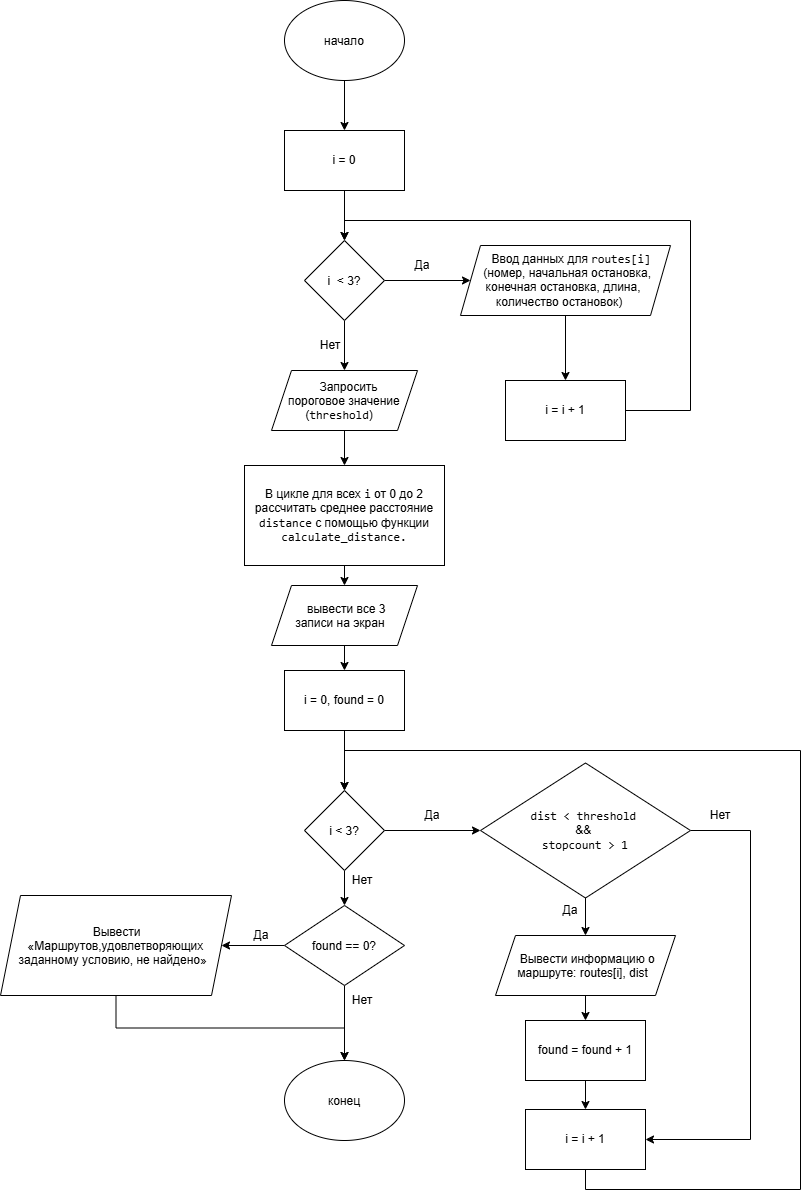 начало
i = 0
i < 3?
Да
Ввод данных для routes[i]
(номер, начальная остановка,
конечная остановка, длина,
количество остановок)
Нет
i = i + 1
Запросить
пороговое значение
(threshold)
В цикле для всех i от 0 до 2
рассчитать среднее расстояние
distance с помощью функции
calculate_distance.
вывести все 3
записи на экран
i = 0, found = 0
i < 3?
Да
dist < threshold
&&
stopcount > 1
Нет
Нет
Да
found == 0?
Да
Вывести
«Маршрутов,удовлетворяющих
заданному условию, не найдено»
Вывести информацию о
маршруте: routes[i], dist
Нет
found = found + 1
конец
i = i + 1